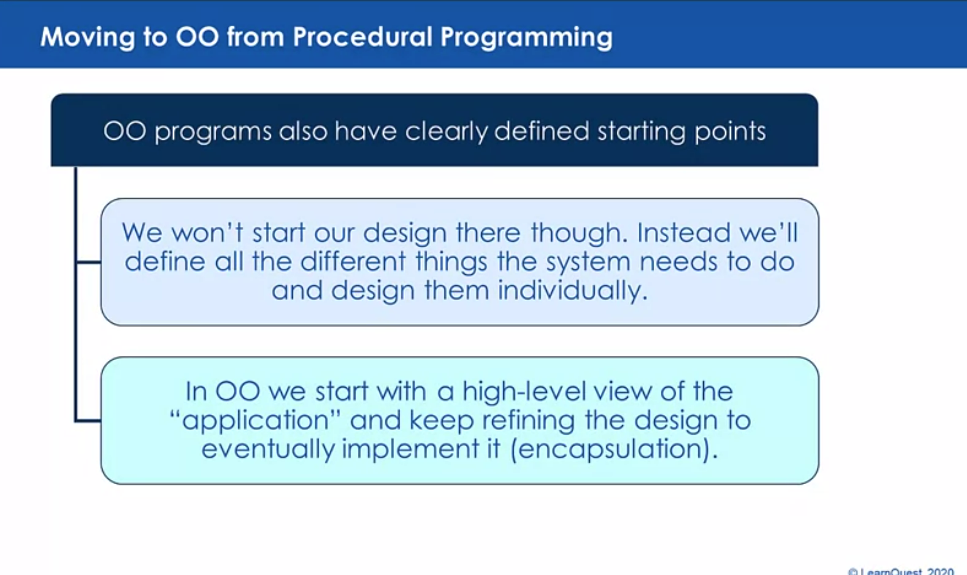 Moving to OO from Procedural Programming
OO programs also have clearly defined starting points
We won't start our design there though. Instead we'll
define all the different things the system needs to do
and design them individually.
In OO we start with a high-level view of the
“application” and keep refining the design to
eventually implement it (encapsulation).
© LearnQuest 2020